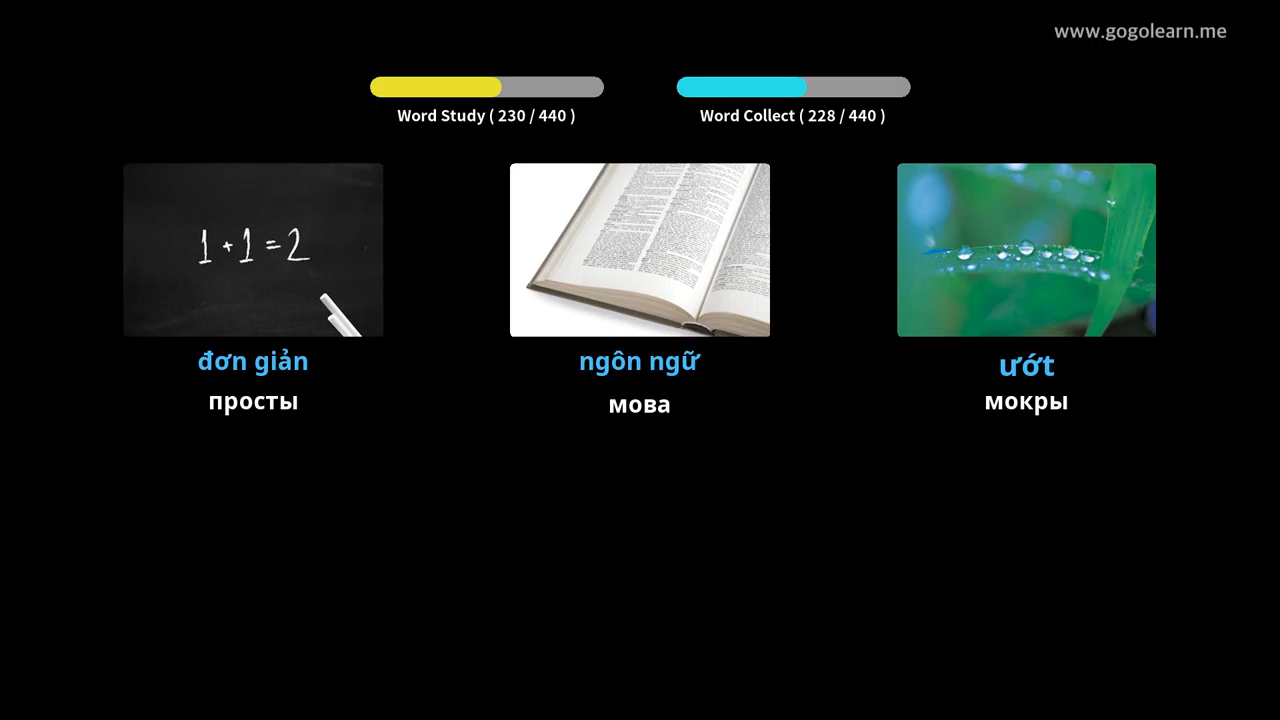 www.gogolearn.me
Word Study ( 230 / 440 )
Word Collect ( 228 / 440 )
1 + 1 = 2
đơn giản
просты
ngôn ngữ
мова
ướt
мокры